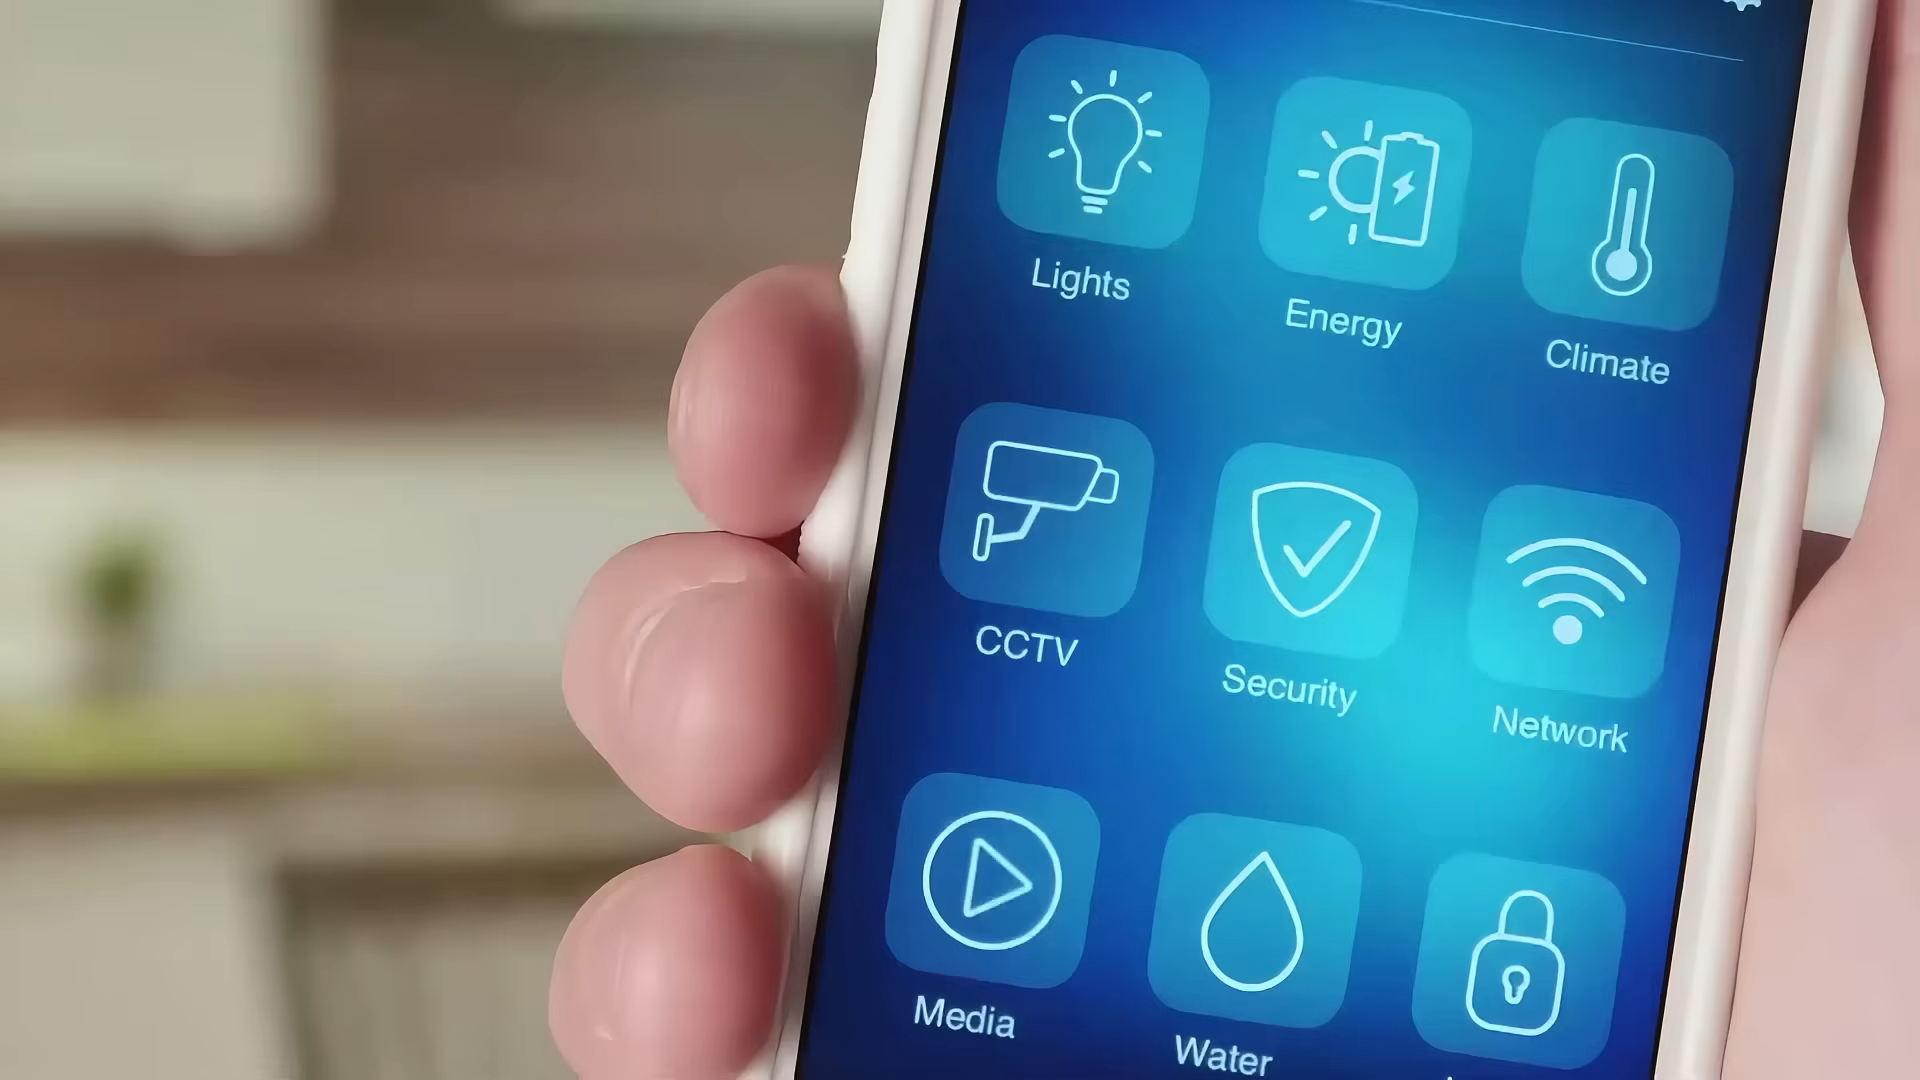 Lights
Energy
Climate
CCTV
Security
Network
Media
Water